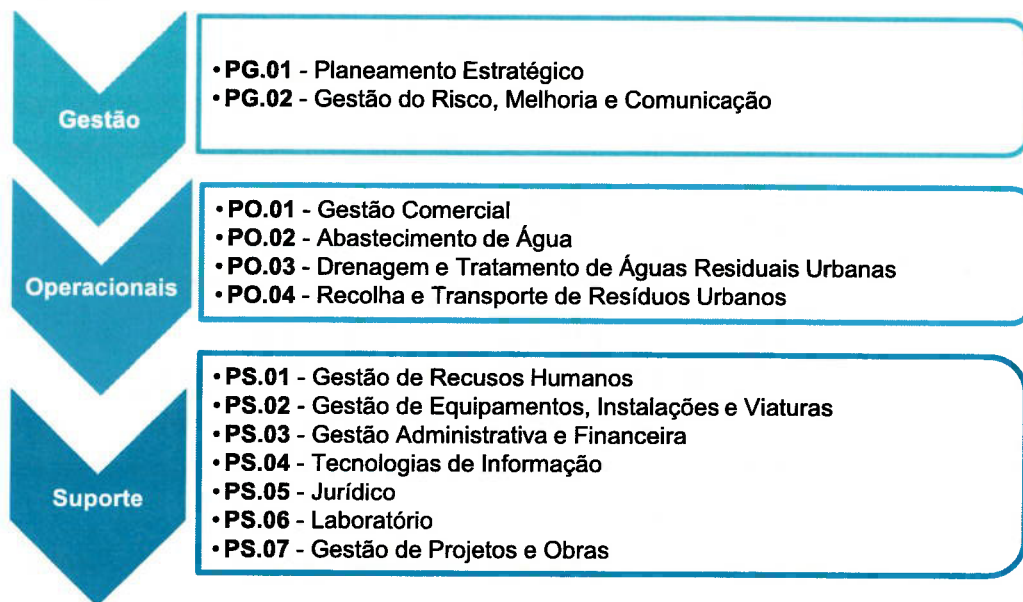 Gestão
• PG.01 - Planeamento Estratégico
• PG.02 - Gestão do Risco, Melhoria e Comunicação
Operacionais
• PO.01 - Gestão Comercial
• PO.02 - Abastecimento de Água
• PO.03 - Drenagem e Tratamento de Águas Residuais Urbanas
• PO.04 - Recolha e Transporte de Resíduos Urbanos
Suporte
• PS.01 - Gestão de Recusos Humanos
• PS.02 - Gestão de Equipamentos, Instalações e Viaturas
• PS.03 - Gestão Administrativa e Financeira
• PS.04 - Tecnologias de Informação
• PS.05 - Jurídico
• PS.06 - Laboratório
• PS.07 - Gestão de Projetos e Obras